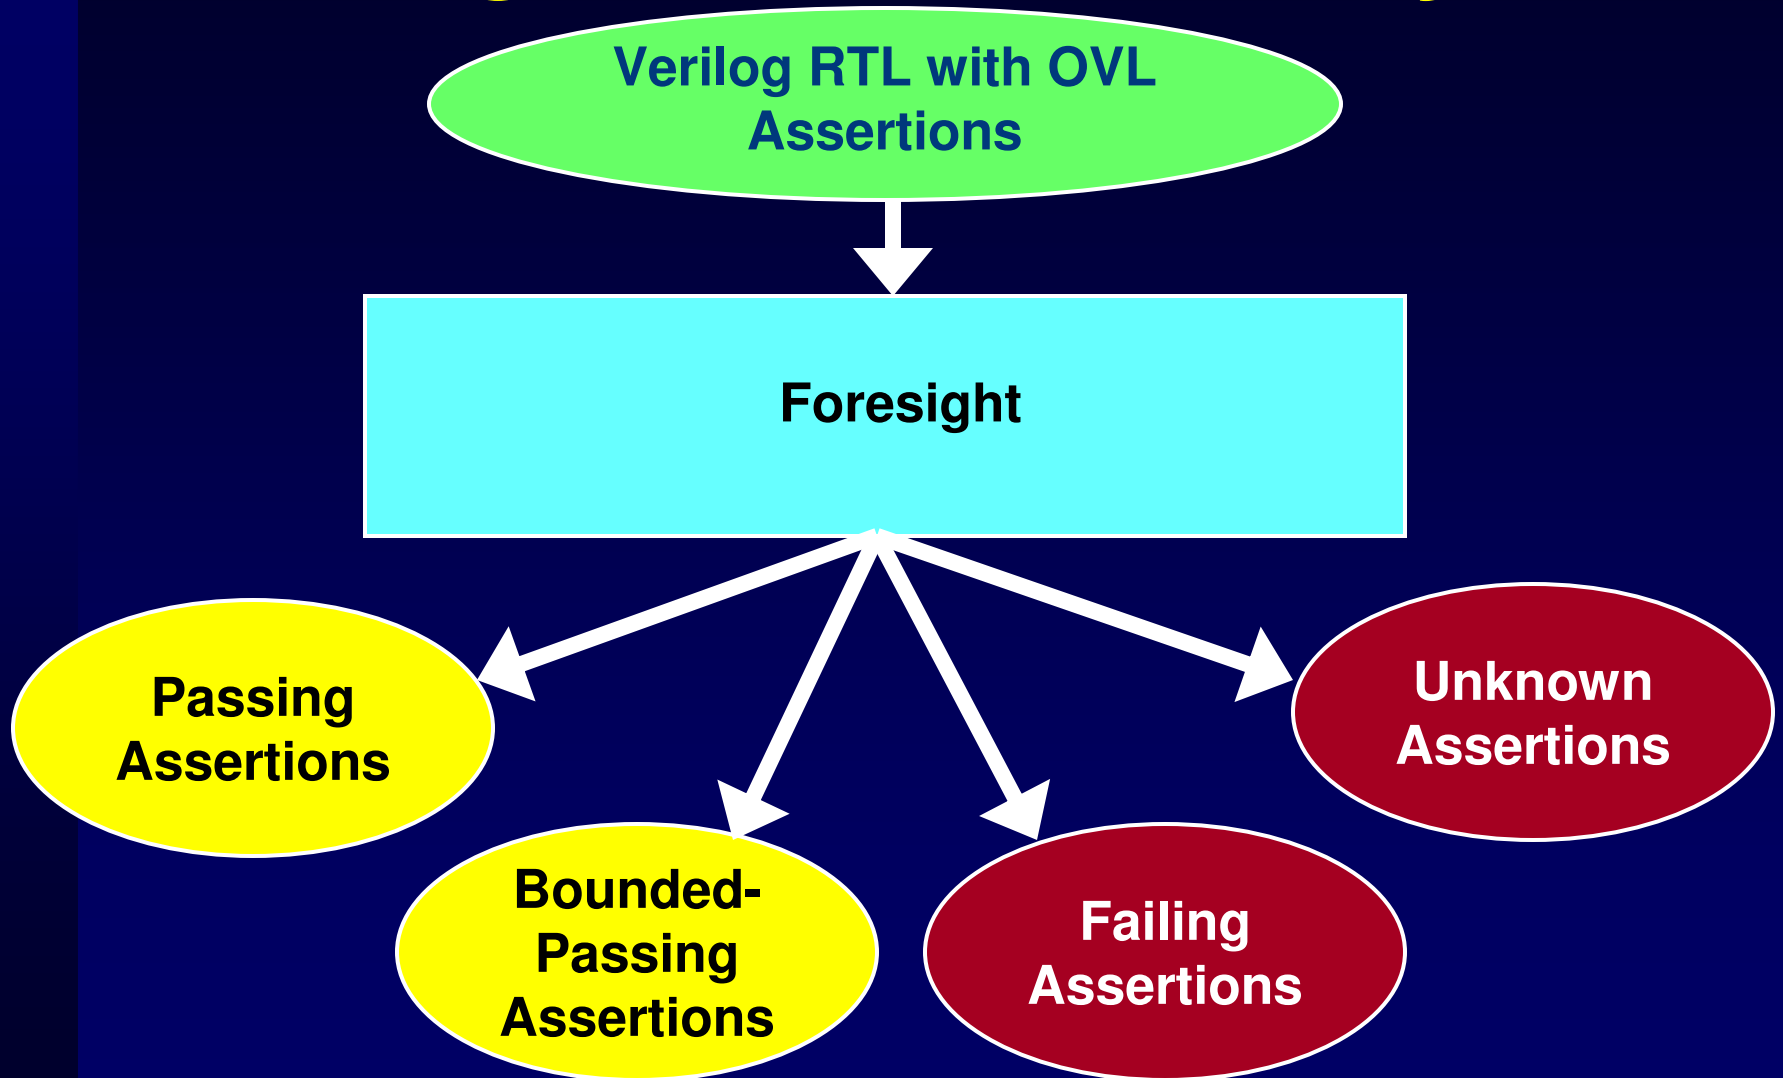 Verilog RTL with OVL
Assertions
Foresight
Passing
Assertions
Bounded-
Passing
Assertions
Failing
Assertions
Unknown
Assertions